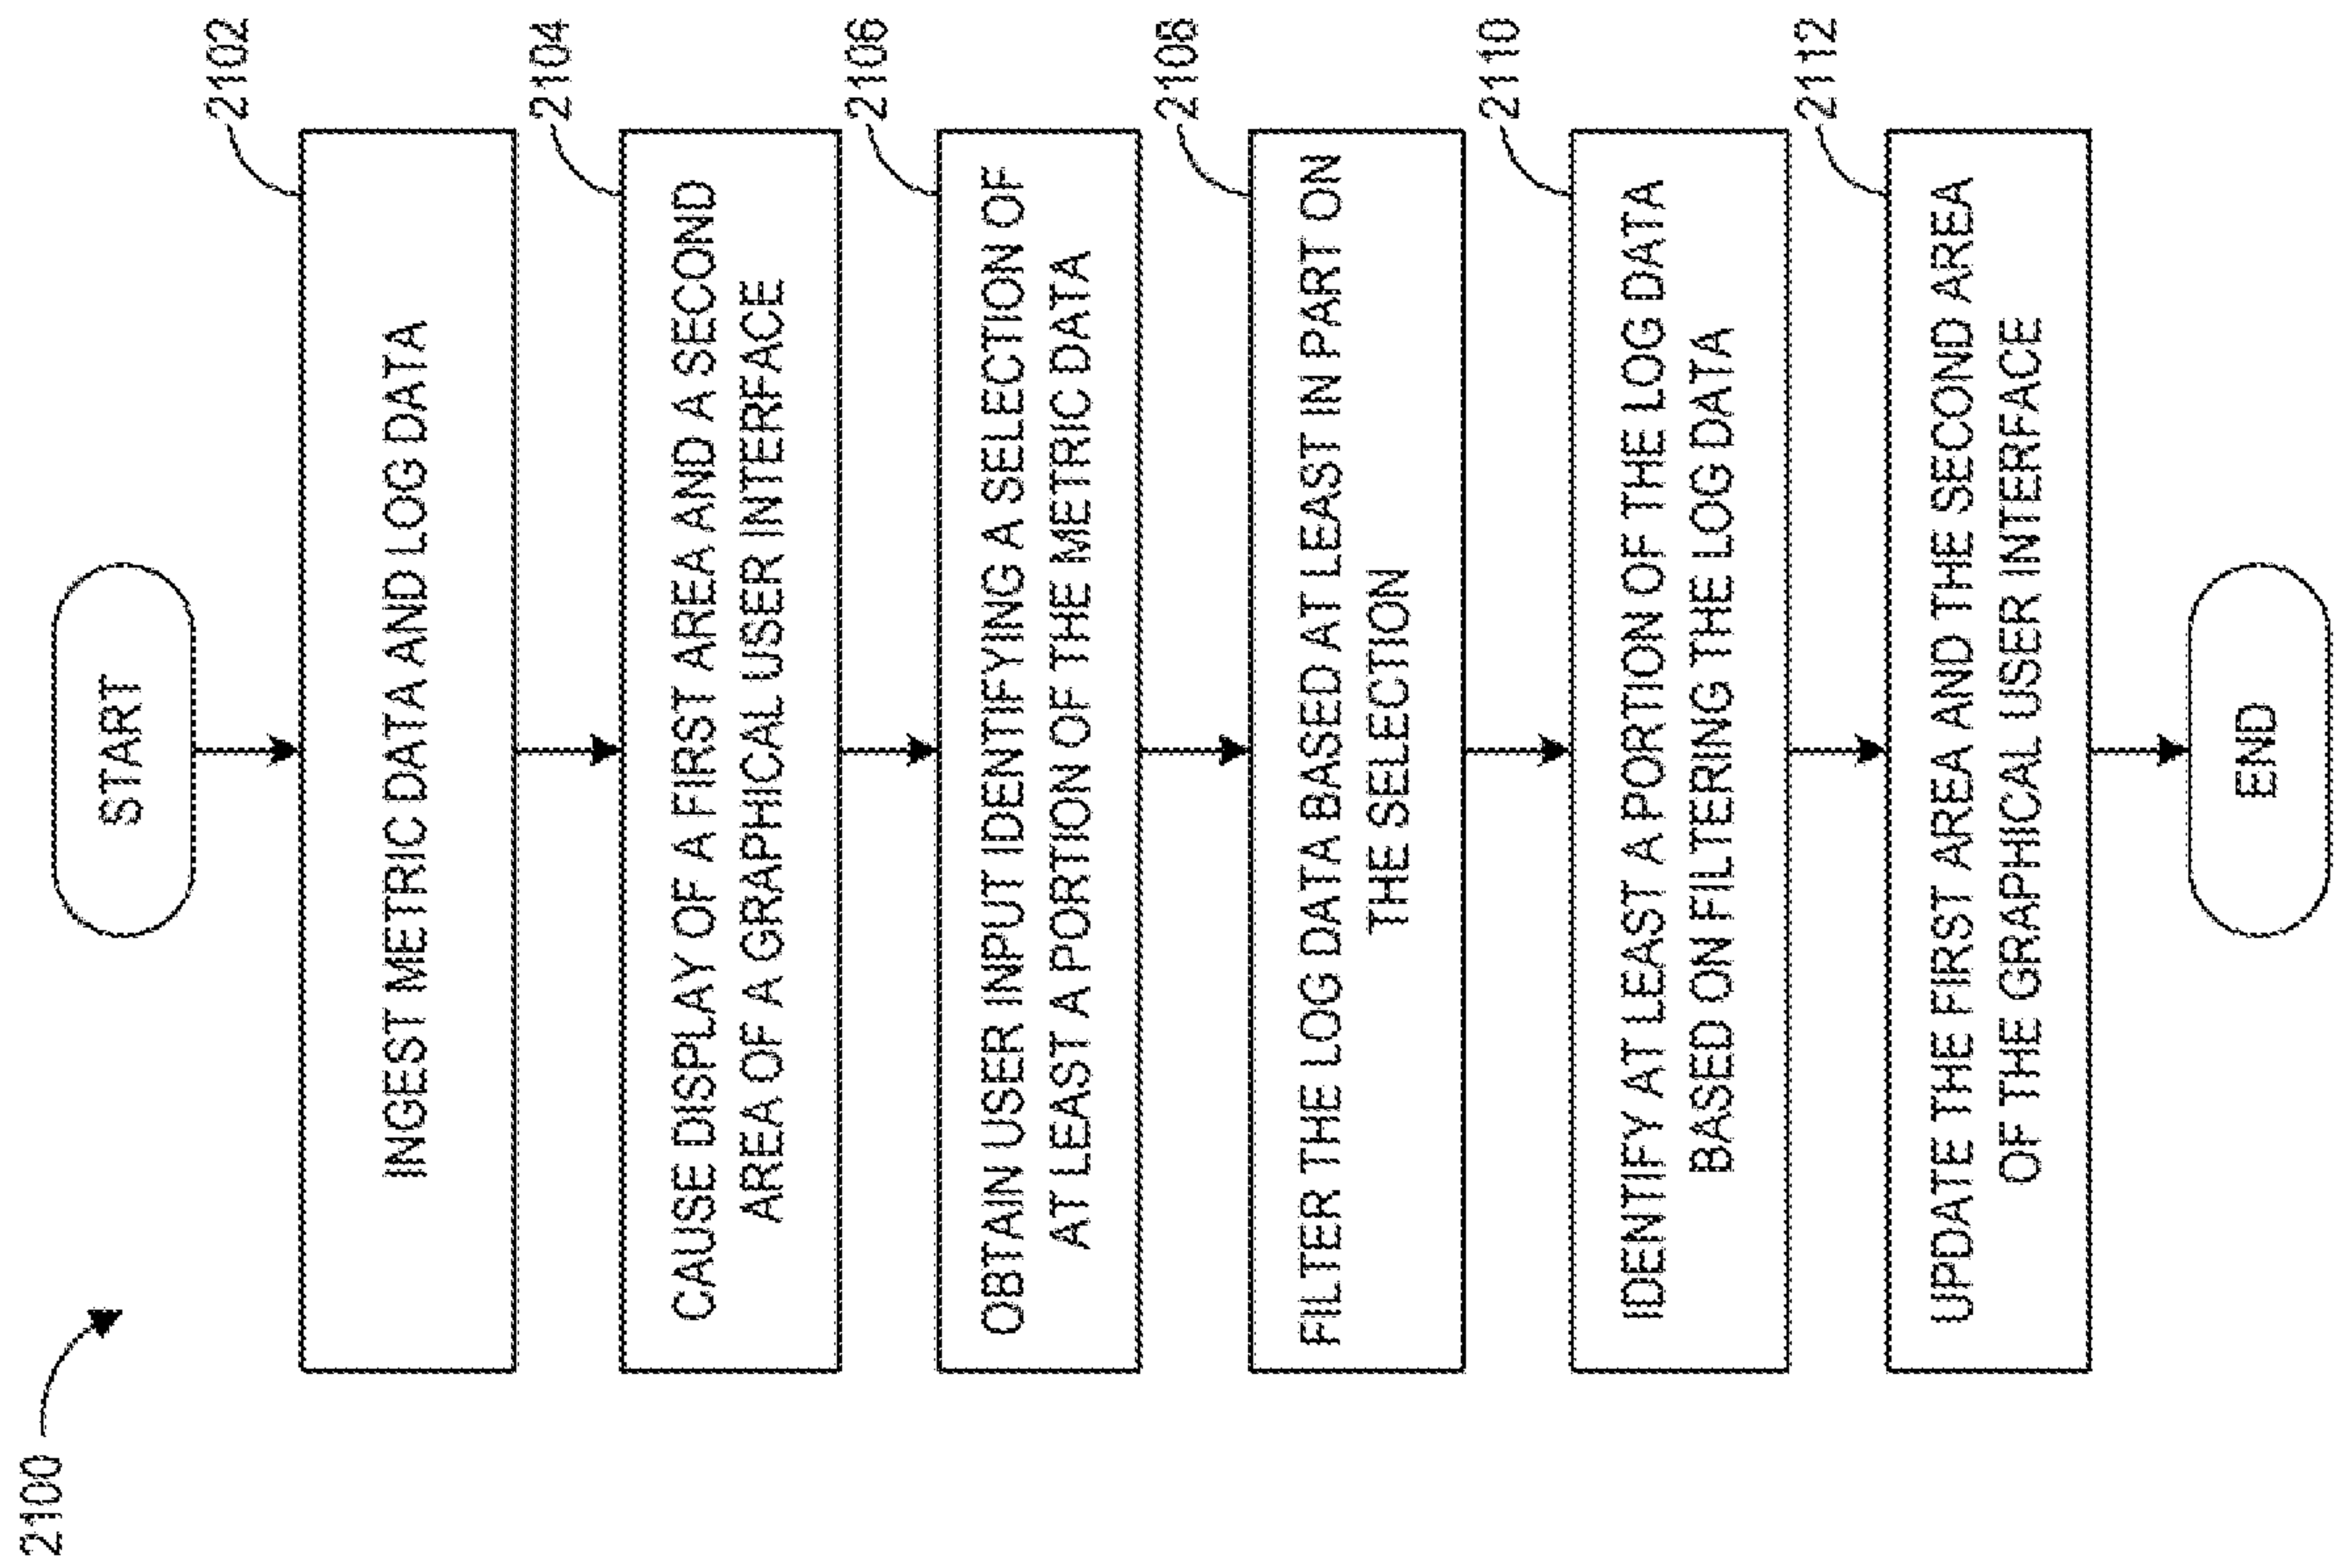 2100
START
2102
INGEST METRIC DATA AND LOG DATA
2104
CAUSE DISPLAY OF A FIRST AREA AND A SECOND
AREA OF A GRAPHICAL USER INTERFACE
2106
OBTAIN USER INPUT IDENTIFYING A SELECTION OF
AT LEAST A PORTION OF THE METRIC DATA
2108
FILTER THE LOG DATA BASED AT LEAST IN PART ON
THE SELECTION
2110
IDENTIFY AT LEAST A PORTION OF THE LOG DATA
BASED ON FILTERING THE LOG DATA
2112
UPDATE THE FIRST AREA AND THE SECOND AREA
OF THE GRAPHICAL USER INTERFACE
END